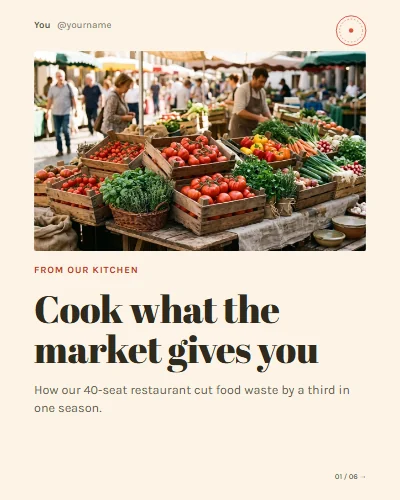 You @yourname
FROM OUR KITCHEN
Cook what the
market gives you
How our 40-seat restaurant cut food waste by a third in
one season.
01 / 06 →